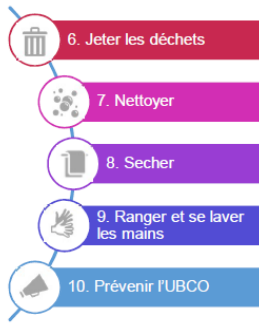 6. Jeter les déchets
7. Nettoyer
8. Secher
9. Ranger et se laver
les mains
10. Prévenir l'UBCO